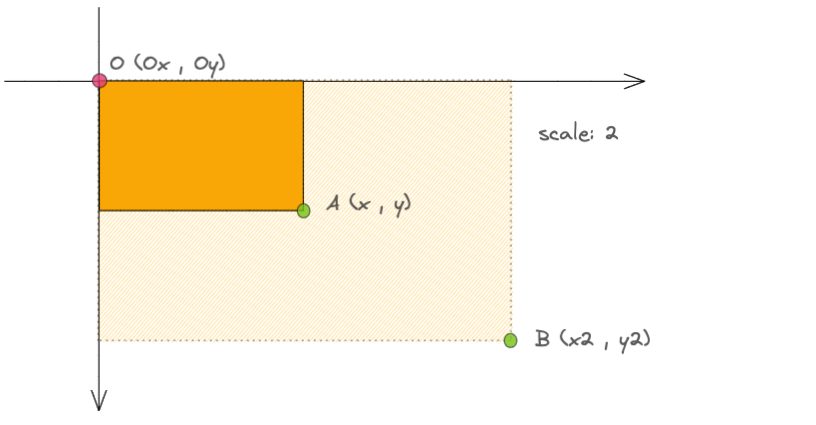 O (Ox , Oy)
scale: 2
A (x , y)
B (x2 , y2)